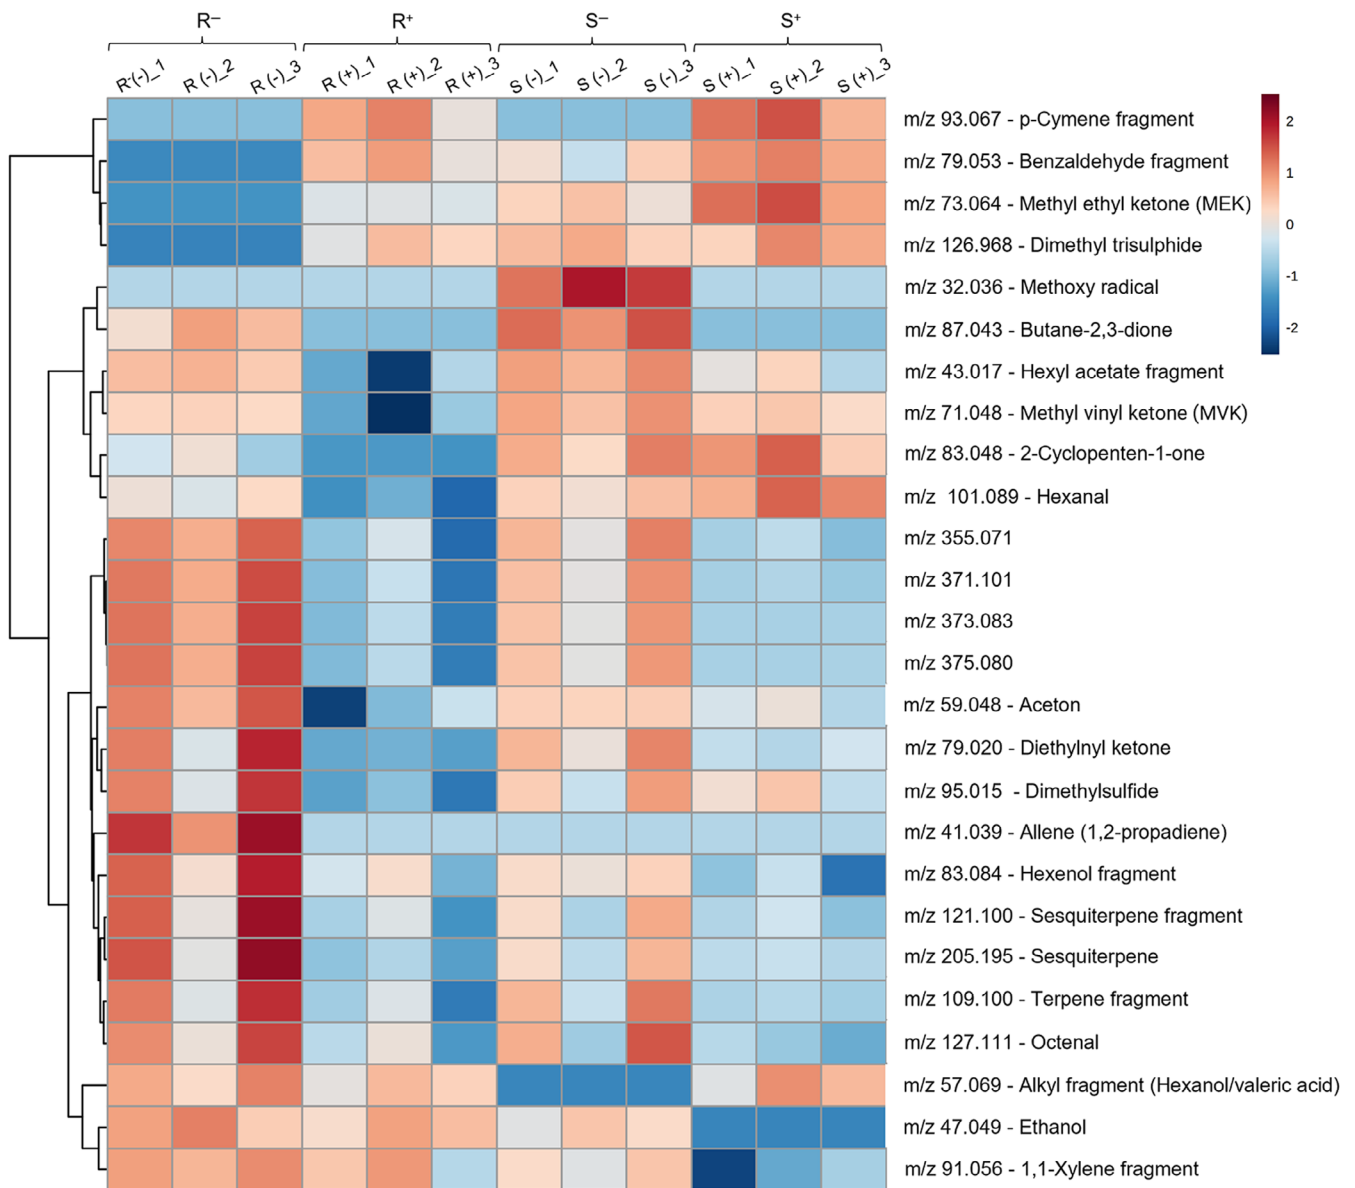 R− R+ S− S+
R-(-)_1 R (-)_2 R (-)_3 R (+)_1 R (+)_2 R (+)_3 S (-)_1 S (-)_2 S (-)_3 S (+)_1 S (+)_2 S (+)_3
m/z 93.067 - p-Cymene fragment
m/z 79.053 - Benzaldehyde fragment
m/z 73.064 - Methyl ethyl ketone (MEK)
m/z 126.968 - Dimethyl trisulphide
m/z 32.036 - Methoxy radical
m/z 87.043 - Butane-2,3-dione
m/z 43.017 - Hexyl acetate fragment
m/z 71.048 - Methyl vinyl ketone (MVK)
m/z 83.048 - 2-Cyclopenten-1-one
m/z 101.089 - Hexanal
m/z 355.071
m/z 371.101
m/z 373.083
m/z 375.080
m/z 59.048 - Aceton
m/z 79.020 - Diethylnyl ketone
m/z 95.015 - Dimethylsulfide
m/z 41.039 - Allene (1,2-propadiene)
m/z 83.084 - Hexenol fragment
m/z 121.100 - Sesquiterpene fragment
m/z 205.195 - Sesquiterpene
m/z 109.100 - Terpene fragment
m/z 127.111 - Octenal
m/z 57.069 - Alkyl fragment (Hexanol/valeric acid)
m/z 47.049 - Ethanol
m/z 91.056 - 1,1-Xylene fragment
2
1
0
-1
-2